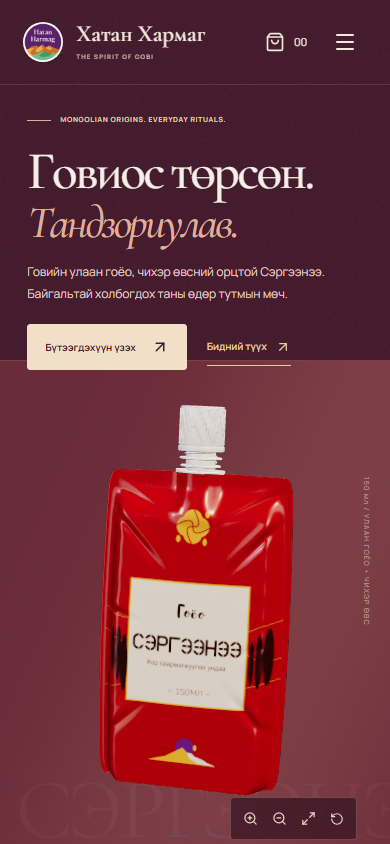 Хатан Хармаг
THE SPIRIT OF GOBI
Hatan
Harmag
00
MONGOLIAN ORIGINS. EVERYDAY RITUALS.
Говиос төрсөн.
Тандзориулав.
Говийн улаан гоёо, чихэр өвсний орцтой Сэргээнээ.
Байгальтай холбогдох таны өдөр тутмын мөч.
Бүтээгдэхүүн үзэх
Бидний түүх
150 мл / УЛААН ГОЁО + ЧИХЭР ӨВС
Гоёо
СЭРГЭЭНЭЭ
– 150МЛ –